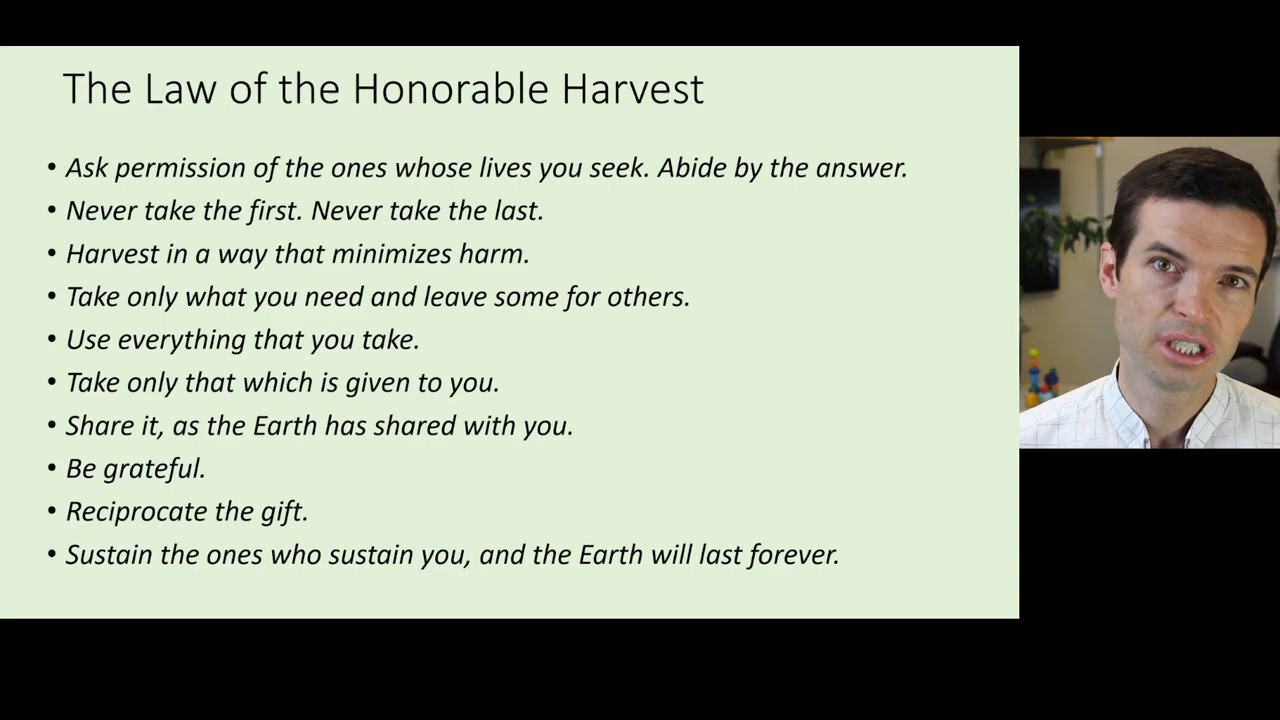 The Law of the Honorable Harvest
• Ask permission of the ones whose lives you seek. Abide by the answer.
• Never take the first. Never take the last.
• Harvest in a way that minimizes harm.
• Take only what you need and leave some for others.
• Use everything that you take.
• Take only that which is given to you.
• Share it, as the Earth has shared with you.
• Be grateful.
• Reciprocate the gift.
• Sustain the ones who sustain you, and the Earth will last forever.